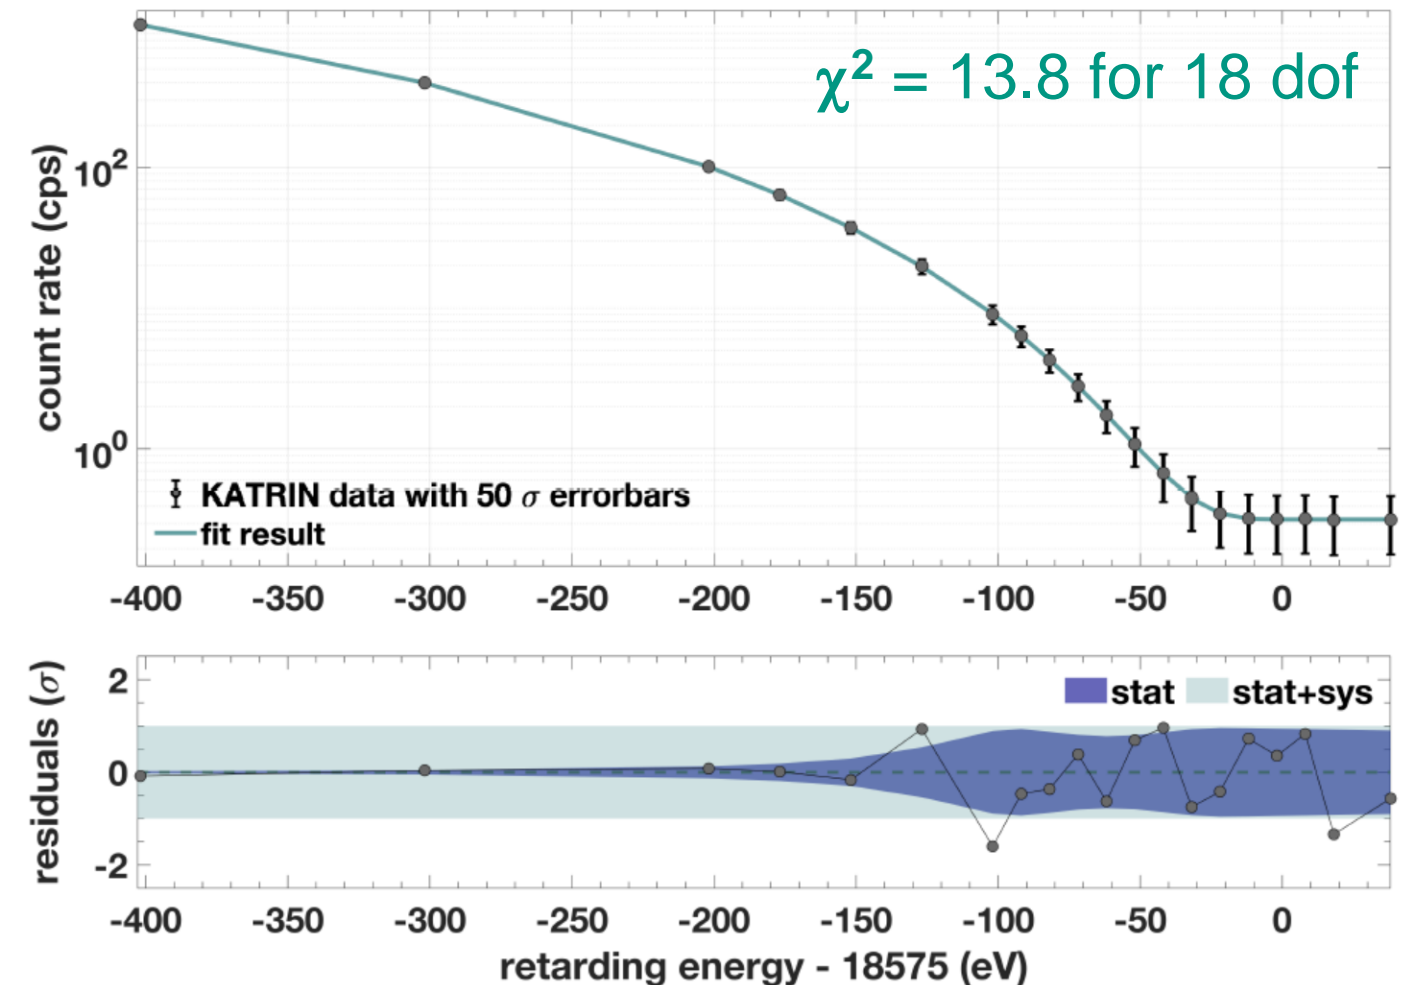 χ² = 13.8 for 18 dof
count rate (cps)
10²
10⁰
KATRIN data with 50 σ errorbars
fit result
-400 -350 -300 -250 -200 -150 -100 -50 0
residuals (σ)
2
0
-2
stat stat+sys
-400 -350 -300 -250 -200 -150 -100 -50 0
retarding energy - 18575 (eV)